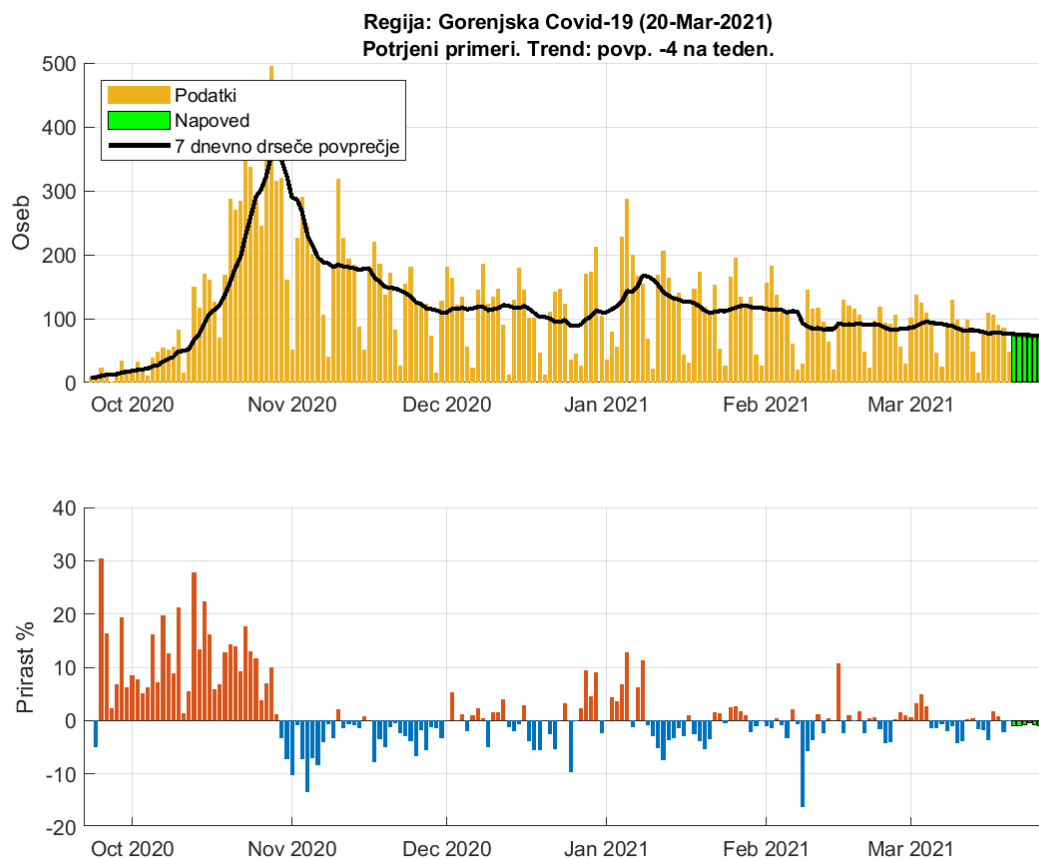 Regija: Gorenjska Covid-19 (20-Mar-2021)
Potrjeni primeri. Trend: povp. -4 na teden.
500
400
300
200
100
0
Oseb
Podatki
Napoved
7 dnevno drseče povprečje
Oct 2020
Nov 2020
Dec 2020
Jan 2021
Feb 2021
Mar 2021
40
30
20
10
0
-10
-20
Prirast %
Oct 2020
Nov 2020
Dec 2020
Jan 2021
Feb 2021
Mar 2021